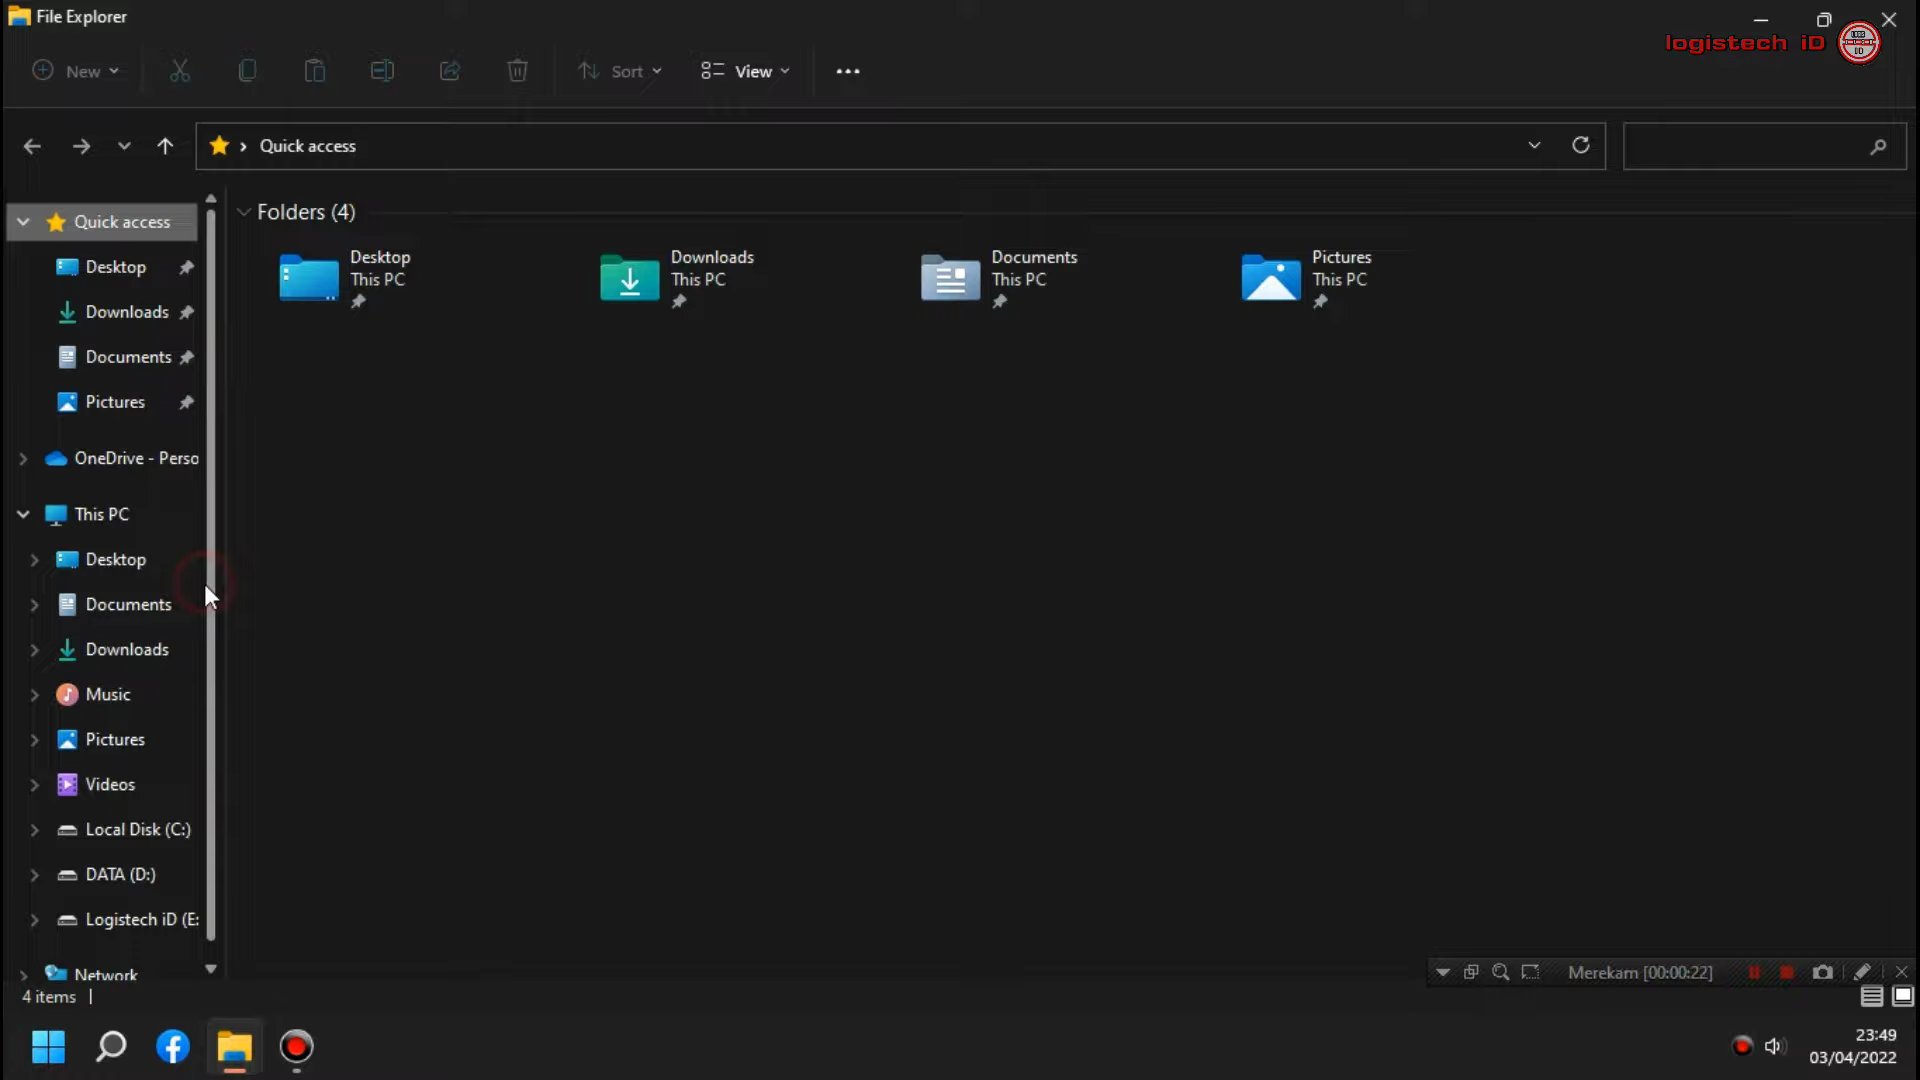 File Explorer
logistech iD
New
Sort
View
Quick access
Quick access
Desktop
Downloads
Documents
Pictures
OneDrive - Perso
This PC
Desktop
Documents
Downloads
Music
Pictures
Videos
Local Disk (C:)
DATA (D:)
Logistech iD (E:
Network
Folders (4)
Desktop
This PC
Downloads
This PC
Documents
This PC
Pictures
This PC
Merekam [00:00:22]
4 items
23:49
03/04/2022